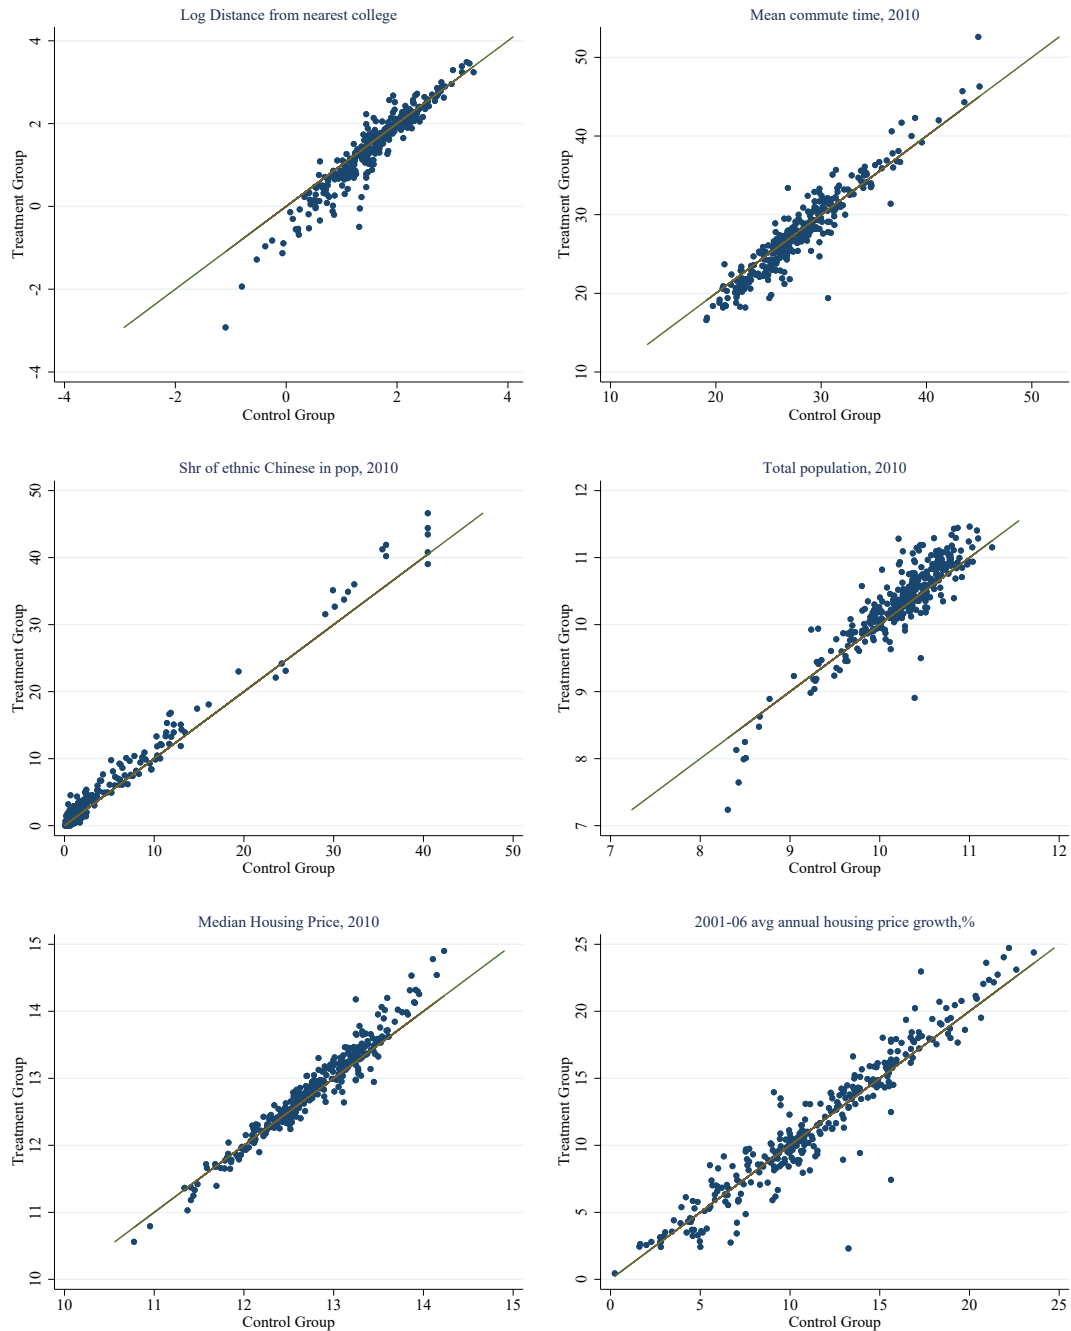 Log Distance from nearest college
Treatment Group
4
2
0
-2
-4
-4 -2 0 2 4
Control Group
Mean commute time, 2010
Treatment Group
50
40
30
20
10
10 20 30 40 50
Control Group
Shr of ethnic Chinese in pop, 2010
Treatment Group
50
40
30
20
10
0
0 10 20 30 40 50
Control Group
Total population, 2010
Treatment Group
12
11
10
9
8
7
7 8 9 10 11 12
Control Group
Median Housing Price, 2010
Treatment Group
15
14
13
12
11
10
10 11 12 13 14 15
Control Group
2001-06 avg annual housing price growth,%
Treatment Group
25
20
15
10
5
0
0 5 10 15 20 25
Control Group